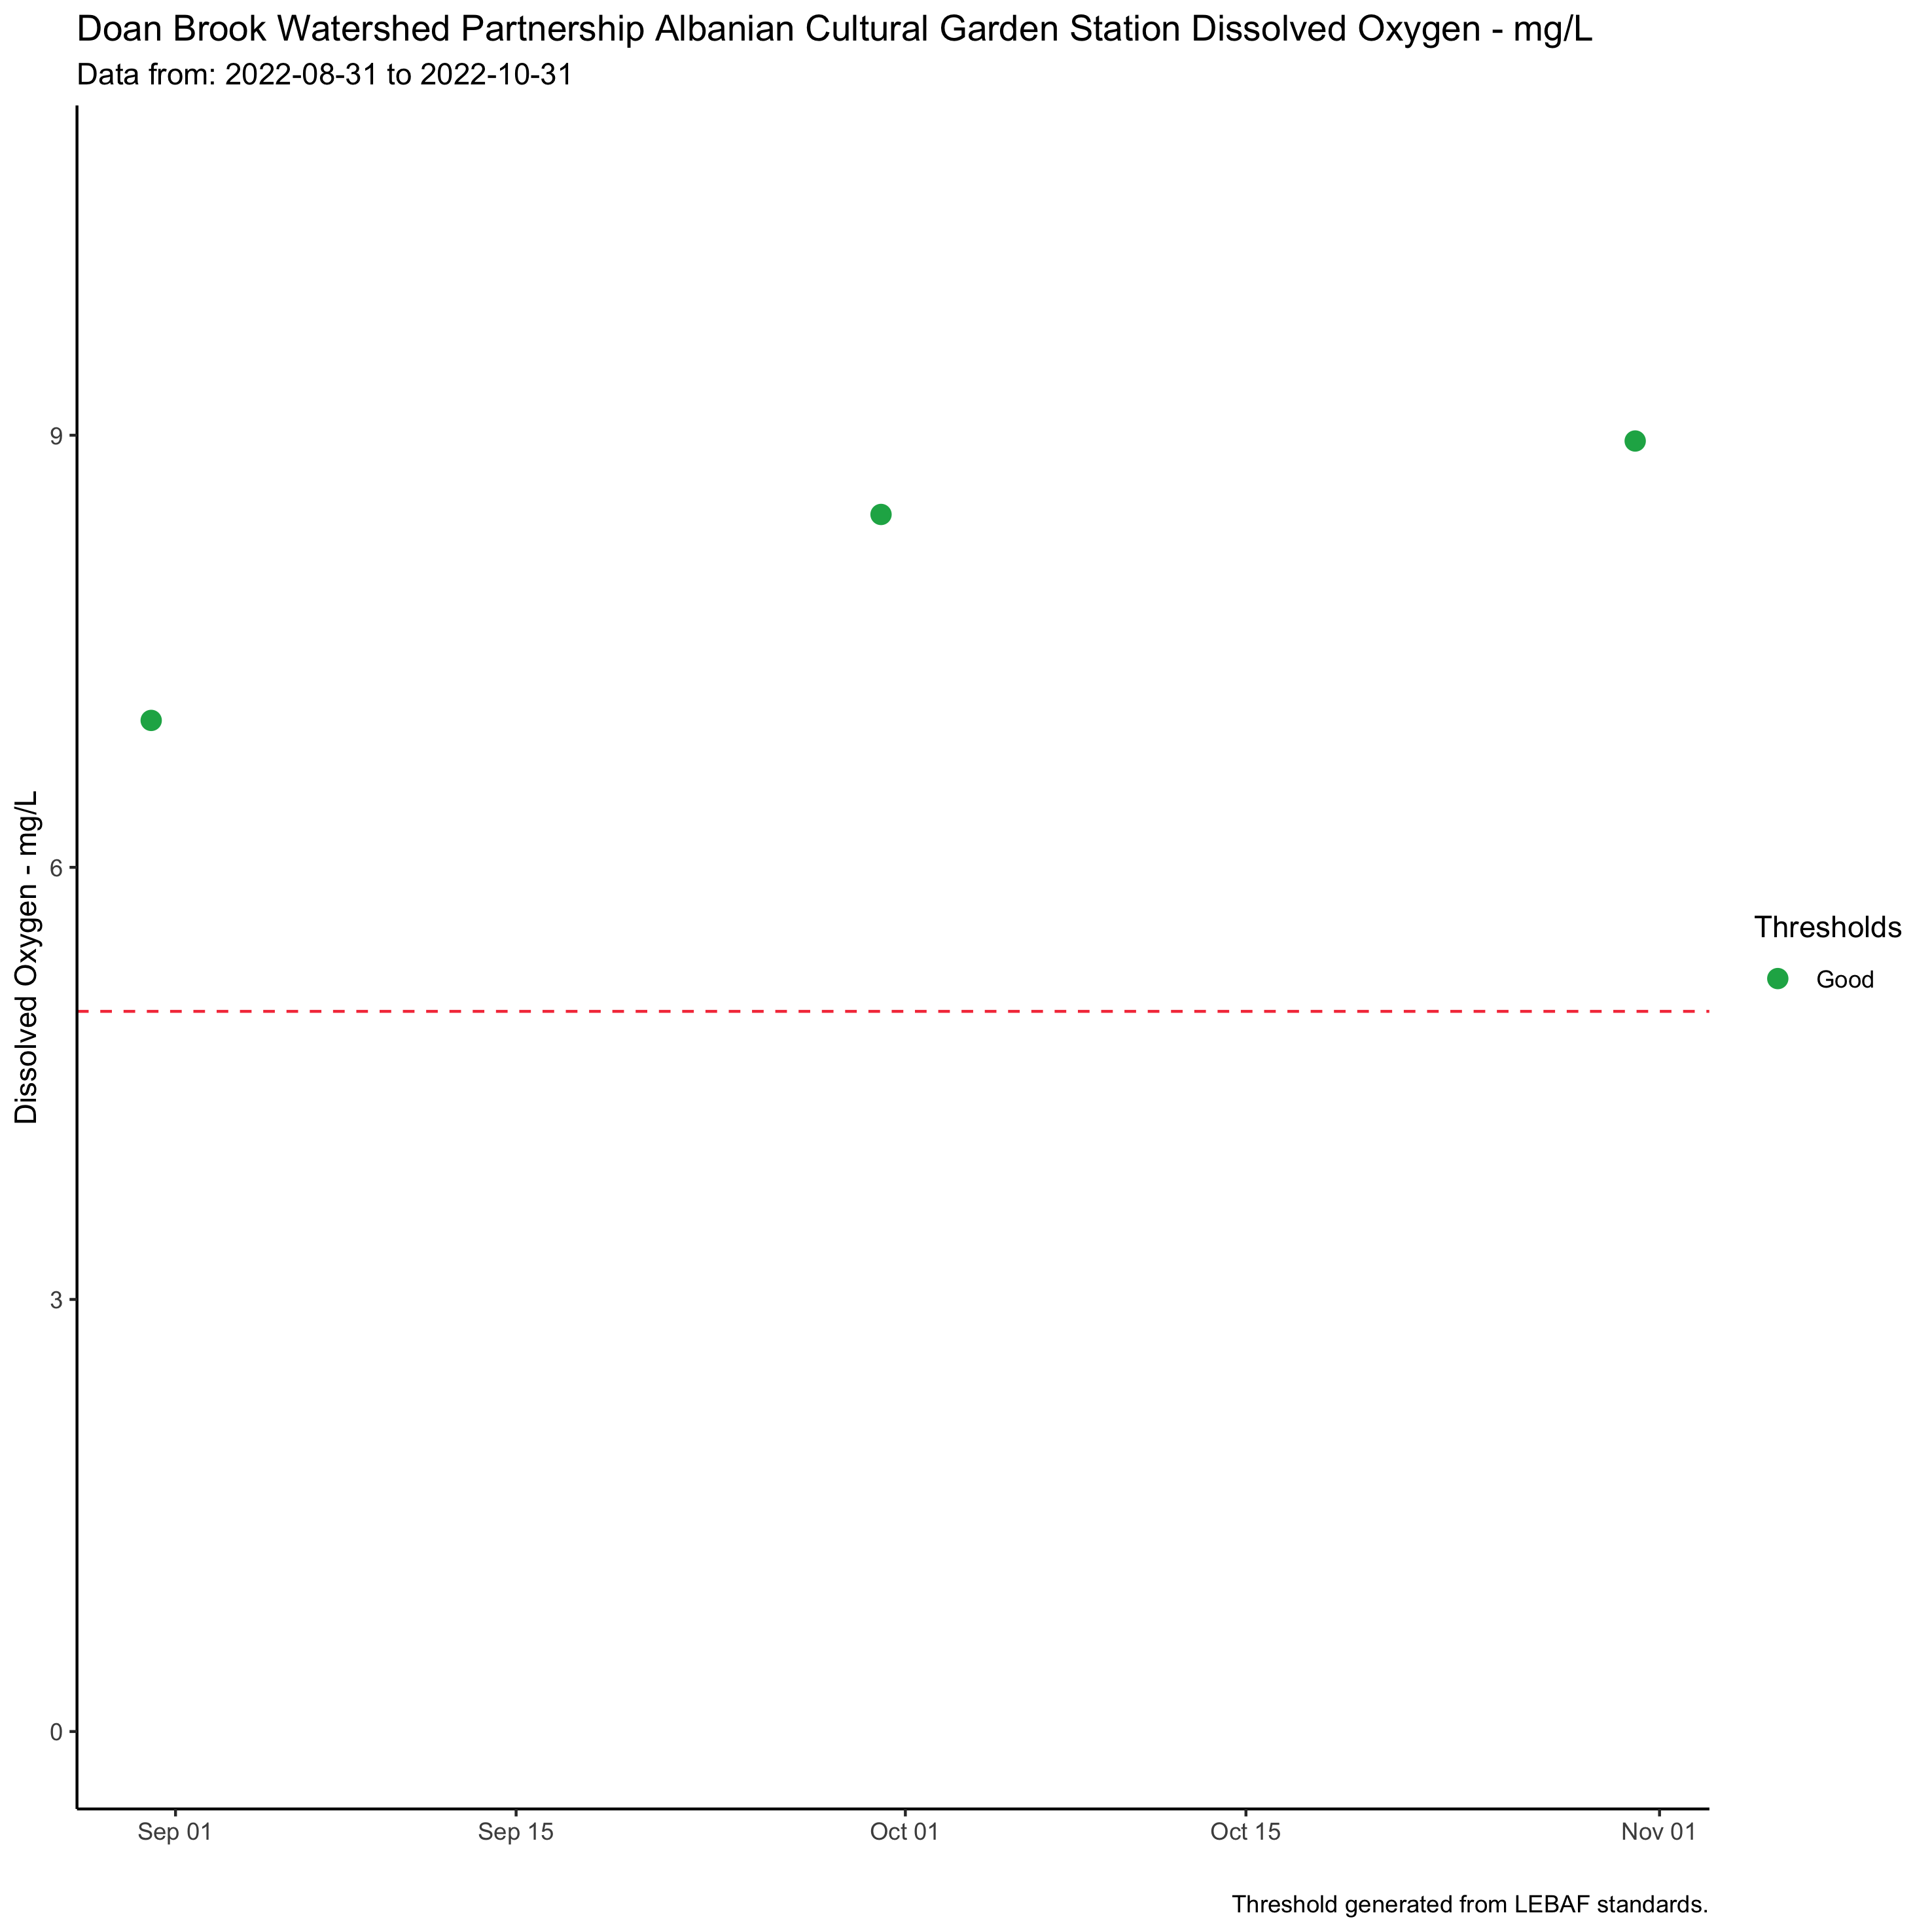 Doan Brook Watershed Partnership Albanian Cultural Garden Station Dissolved Oxygen - mg/L
Data from: 2022-08-31 to 2022-10-31
Dissolved Oxygen - mg/L
9
6
3
0
Sep 01
Sep 15
Oct 01
Oct 15
Nov 01
Thresholds
Good
Threshold generated from LEBAF standards.